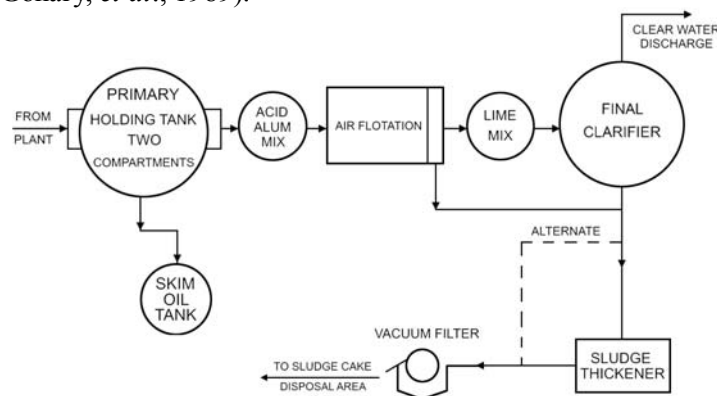 Gohary, et al., 1989).
CLEAR WATER
DISCHARGE
FROM
PLANT
PRIMARY
HOLDING TANK
TWO
COMPARTMENTS
ACID
ALUM
MIX
AIR FLOTATION
LIME
MIX
FINAL
CLARIFIER
ALTERNATE
SKIM
OIL
TANK
VACUUM FILTER
TO SLUDGE CAKE
DISPOSAL AREA
SLUDGE
THICKENER